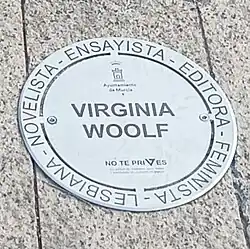 NOVELISTA - ENSAYISTA - EDITORA - FEMINISTA - LESBIANA -
Ayuntamiento
de Murcia
VIRGINIA
WOOLF
NO TE PRIVES